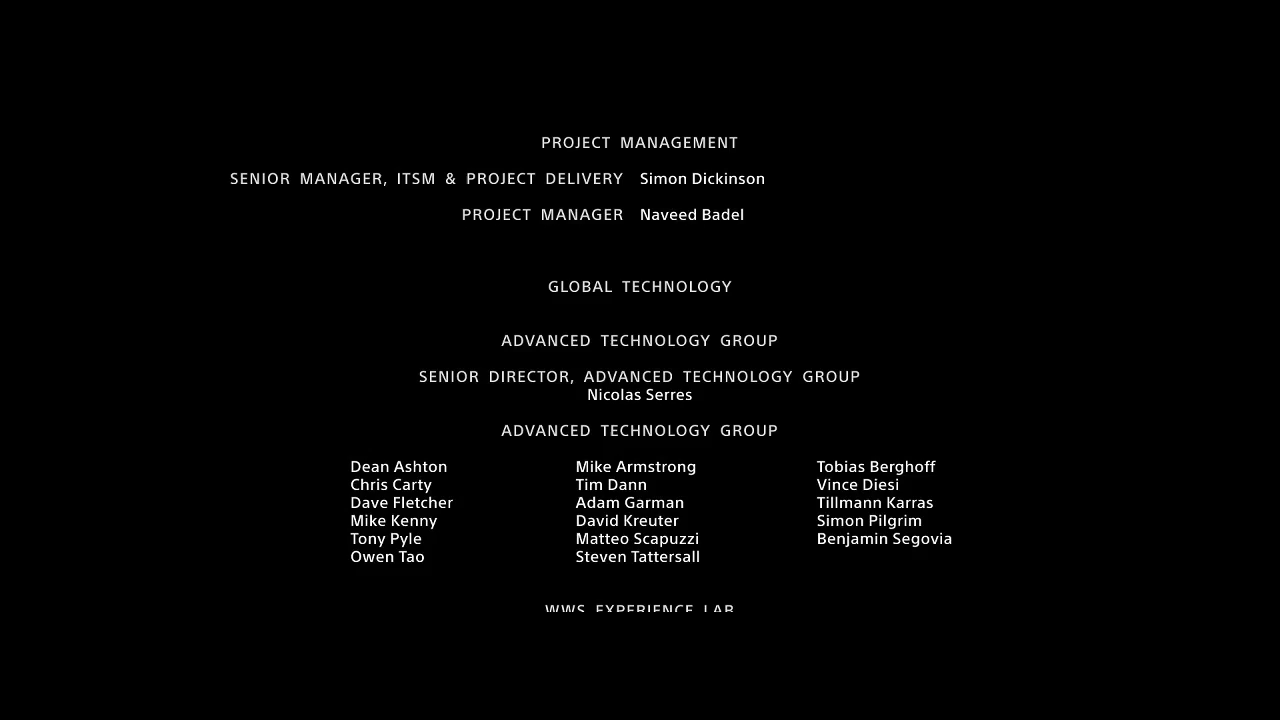 PROJECT MANAGEMENT
SENIOR MANAGER, ITSM & PROJECT DELIVERY Simon Dickinson
PROJECT MANAGER Naveed Badel
GLOBAL TECHNOLOGY
ADVANCED TECHNOLOGY GROUP
SENIOR DIRECTOR, ADVANCED TECHNOLOGY GROUP
Nicolas Serres
ADVANCED TECHNOLOGY GROUP
Dean Ashton Mike Armstrong Tobias Berghoff
Chris Carty Tim Dann Vince Diesi
Dave Fletcher Adam Garman Tillmann Karras
Mike Kenny David Kreuter Simon Pilgrim
Tony Pyle Matteo Scapuzzi Benjamin Segovia
Owen Tao Steven Tattersall
WWS EXPERIENCE LAB